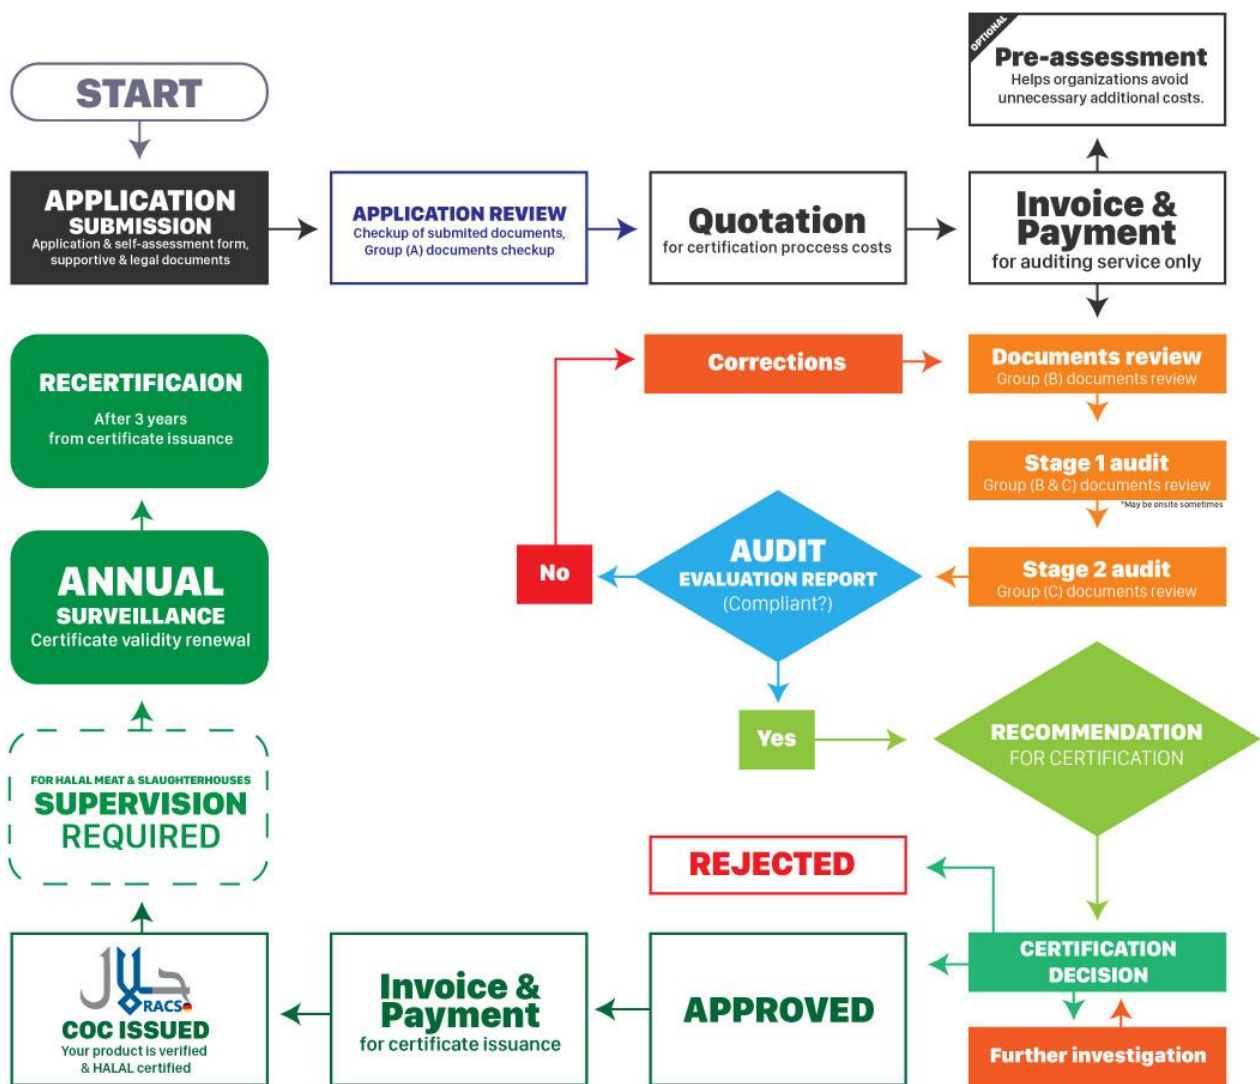 START
OPTIONAL
Pre-assessment
Helps organizations avoid
unnecessary additional costs.
APPLICATION
SUBMISSION
Application & self-assessment form,
supportive & legal documents
APPLICATION REVIEW
Checkup of submited documents,
Group (A) documents checkup
Quotation
for certification proccess costs
Invoice &
Payment
for auditing service only
RECERTIFICAION
After 3 years
from certificate issuance
Corrections
Documents review
Group (B) documents review
Stage 1 audit
Group (B & C) documents review
*May be onsite sometimes
ANNUAL
SURVEILLANCE
Certificate validity renewal
No
AUDIT
EVALUATION REPORT
(Compliant?)
Stage 2 audit
Group (C) documents review
Yes
RECOMMENDATION
FOR CERTIFICATION
FOR HALAL MEAT & SLAUGHTERHOUSES
SUPERVISION
REQUIRED
REJECTED
حلال
RACS
COC ISSUED
Your product is verified
& HALAL certified
Invoice &
Payment
for certificate issuance
APPROVED
CERTIFICATION
DECISION
Further investigation